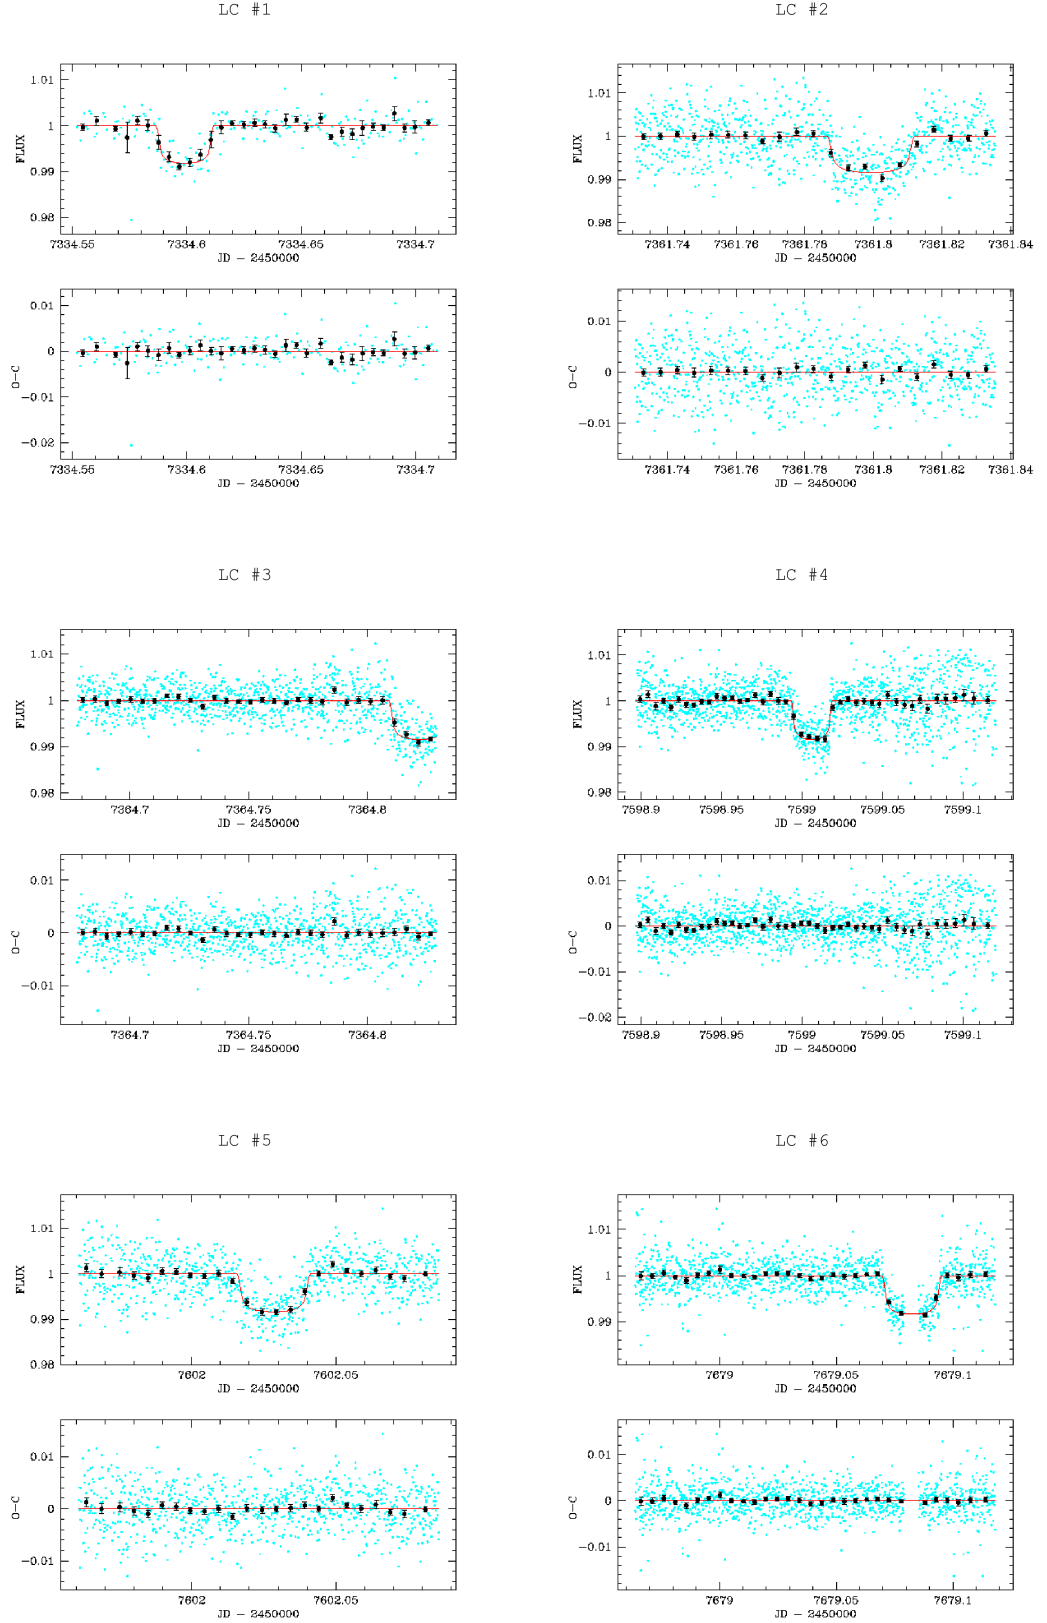 LC #1
LC #2
1.01
1
0.99
0.98
FLUX
7334.55
7334.6
7334.65
7334.7
JD − 2450000
1.01
1
0.99
0.98
FLUX
7361.74
7361.76
7361.78
7361.8
7361.82
7361.84
JD − 2450000
0.01
0
−0.01
−0.02
O−C
7334.55
7334.6
7334.65
7334.7
JD − 2450000
0.01
0
−0.01
O−C
7361.74
7361.76
7361.78
7361.8
7361.82
7361.84
JD − 2450000
LC #3
LC #4
1.01
1
0.99
0.98
FLUX
7364.7
7364.75
7364.8
JD − 2450000
1.01
1
0.99
0.98
FLUX
7598.9
7598.95
7599
7599.05
7599.1
JD − 2450000
0.01
0
−0.01
O−C
7364.7
7364.75
7364.8
JD − 2450000
0.01
0
−0.01
−0.02
O−C
7598.9
7598.95
7599
7599.05
7599.1
JD − 2450000
LC #5
LC #6
1.01
1
0.99
0.98
FLUX
7602
7602.05
JD − 2450000
1.01
1
0.99
FLUX
7679
7679.05
7679.1
JD − 2450000
0.01
0
−0.01
O−C
7602
7602.05
JD − 2450000
0.01
0
−0.01
O−C
7679
7679.05
7679.1
JD − 2450000